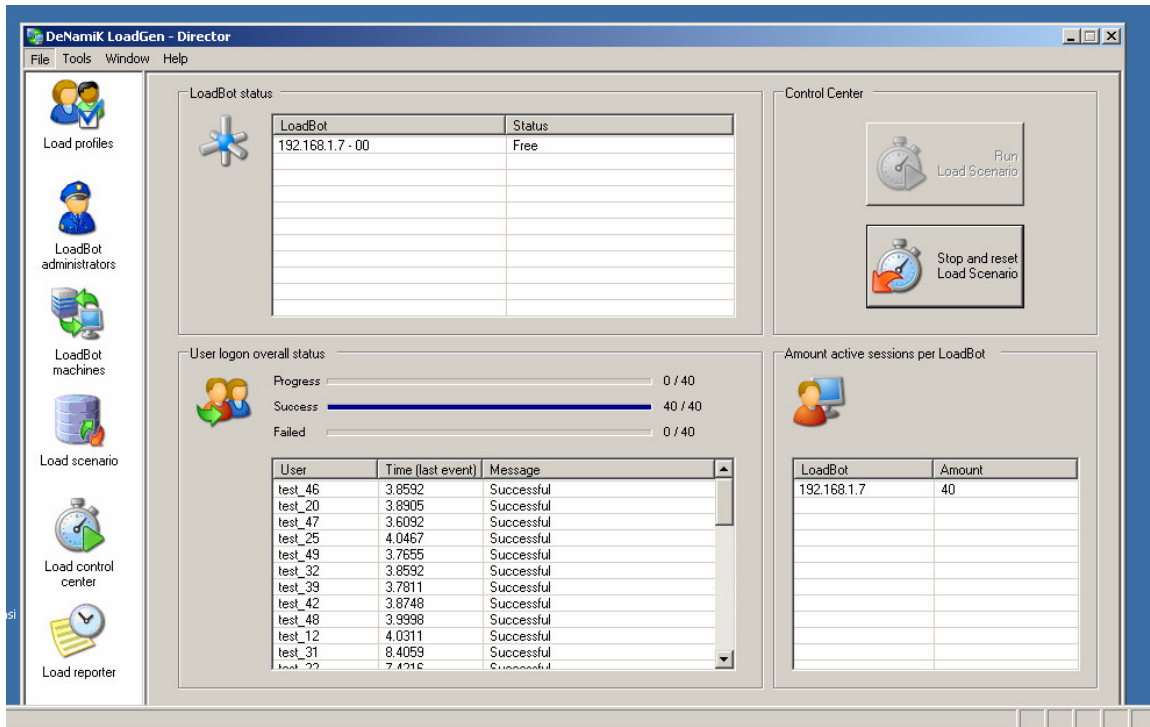 DeNamiK LoadGen - Director
File Tools Window Help
Load profiles
LoadBot
administrators
LoadBot
machines
Load scenario
Load control
center
Load reporter
LoadBot status
LoadBot Status
192.168.1.7 - 00 Free
Control Center
Run
Load Scenario
Stop and reset
Load Scenario
User logon overall status
Progress 0 / 40
Success 40 / 40
Failed 0 / 40
User Time (last event) Message
test_46 3.8592 Successful
test_20 3.8905 Successful
test_47 3.6092 Successful
test_25 4.0467 Successful
test_49 3.7655 Successful
test_32 3.8592 Successful
test_39 3.7811 Successful
test_42 3.8748 Successful
test_48 3.9998 Successful
test_12 4.0311 Successful
test_31 8.4059 Successful
Amount active sessions per LoadBot
LoadBot Amount
192.168.1.7 40